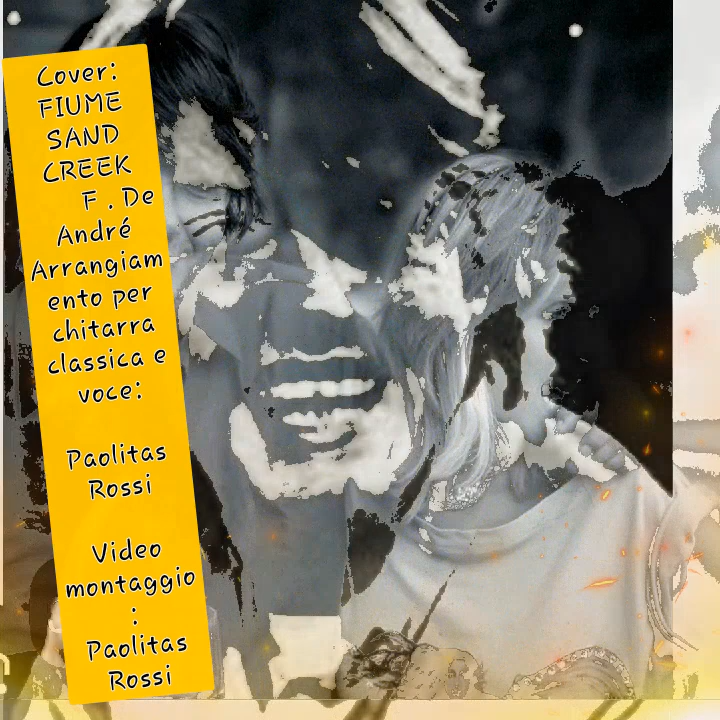 Cover:
FIUME
SAND
CREEK
F . De
André
Arrangiam
ento per
chitarra
classica e
voce:
Paolitas
Rossi
Video
montaggio
:
Paolitas
Rossi